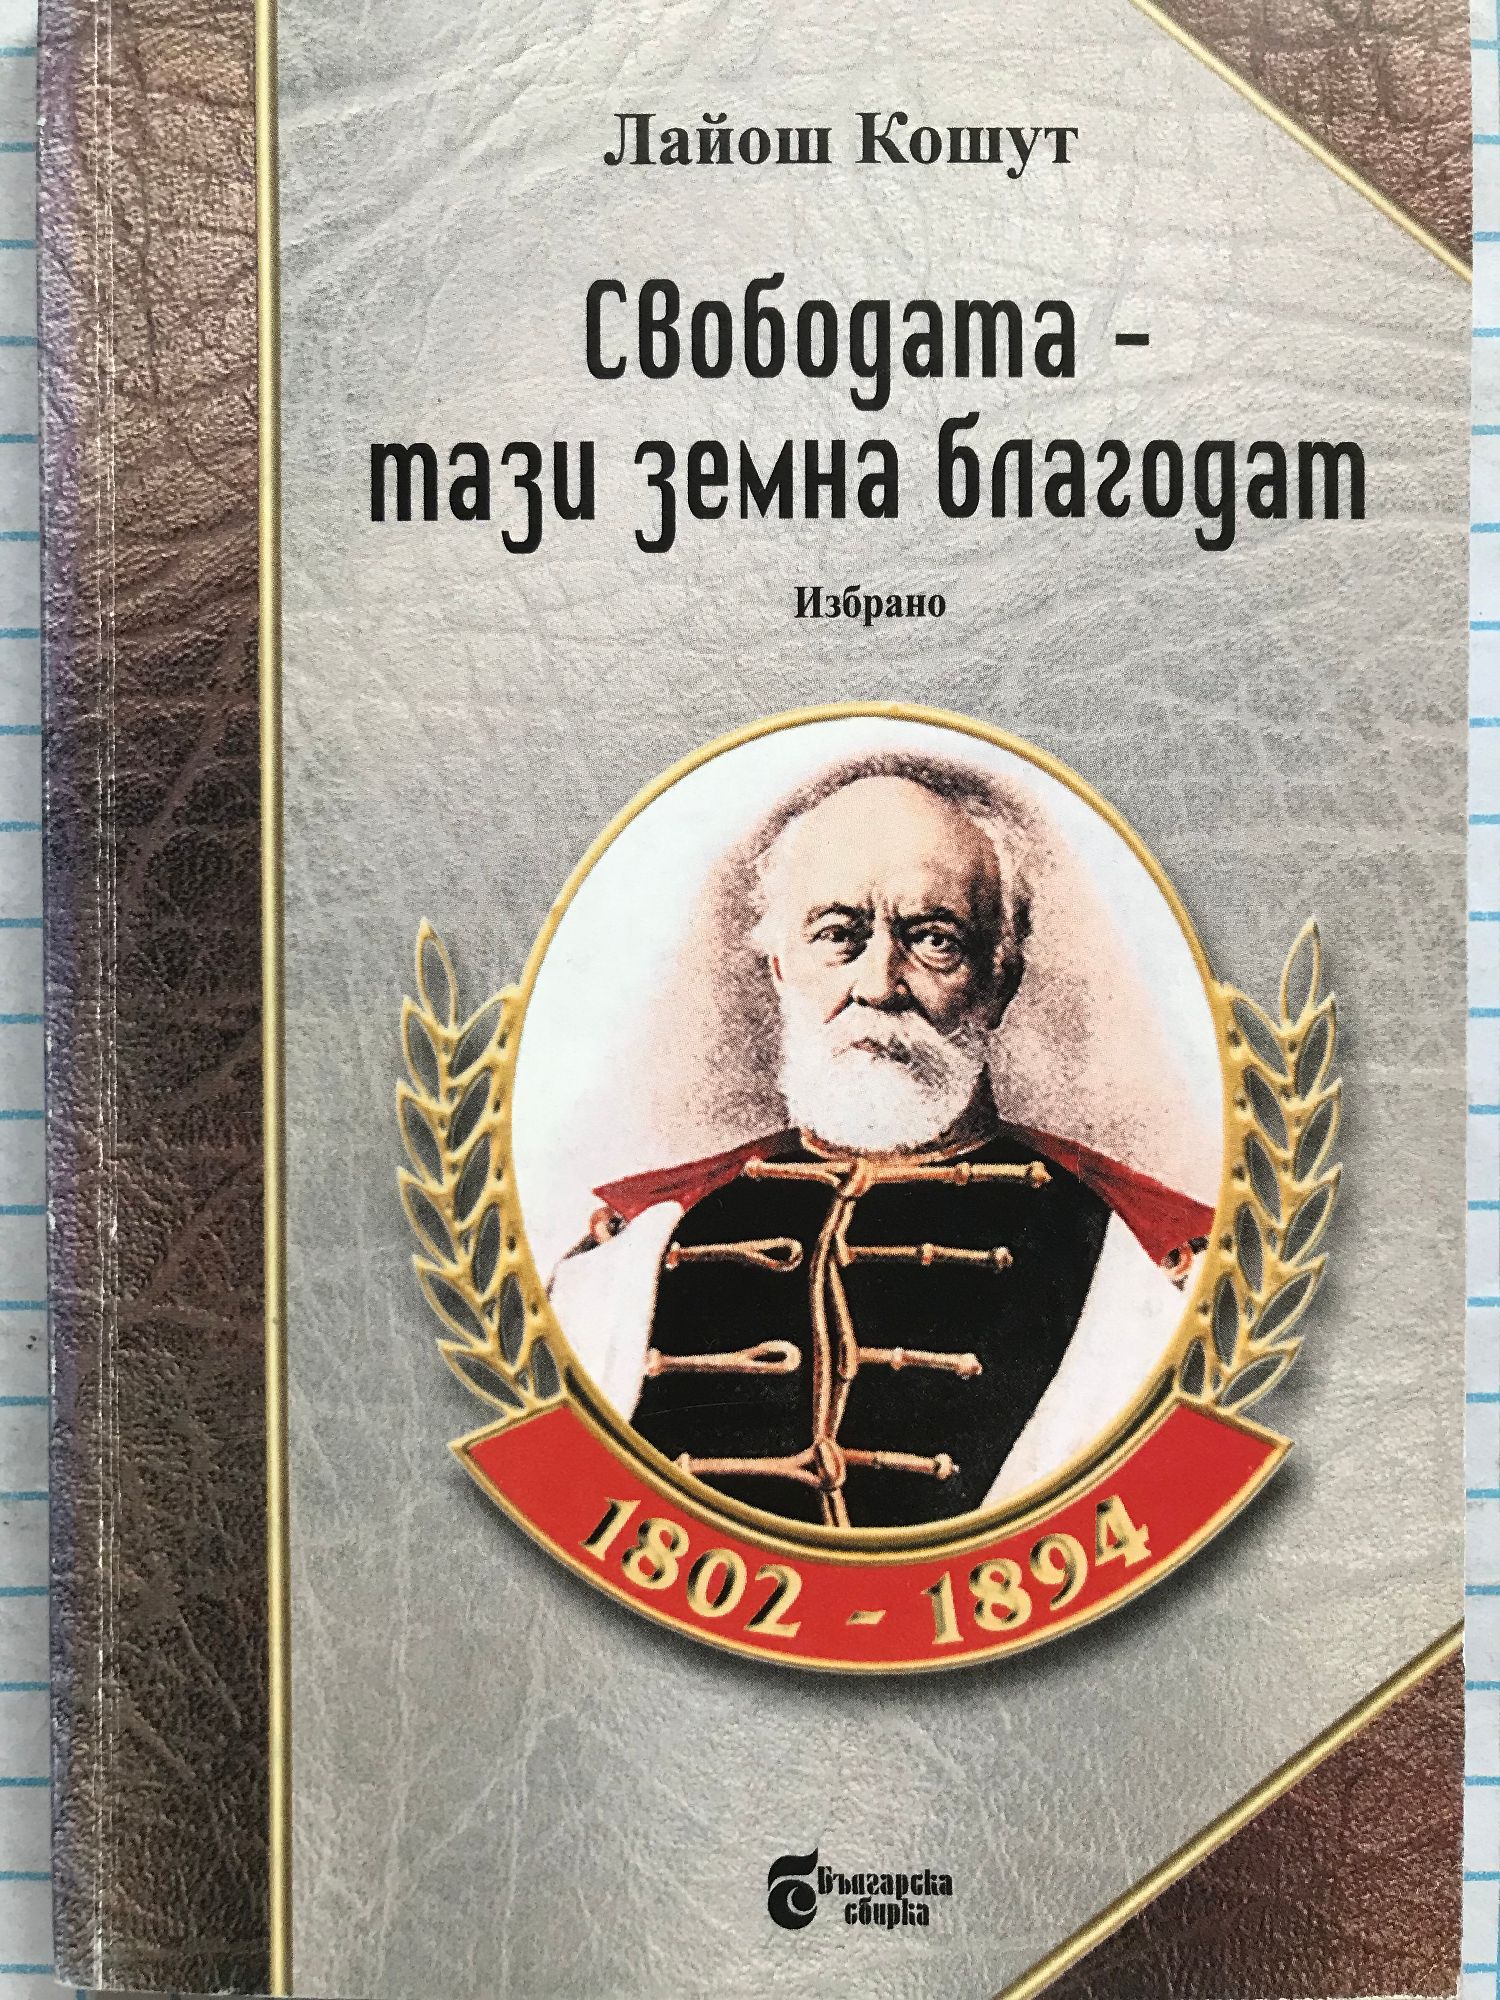 Лайош Кошут
Свободата -
тази земна благодат
Избрано
1802 - 1894
Българска
сбирка